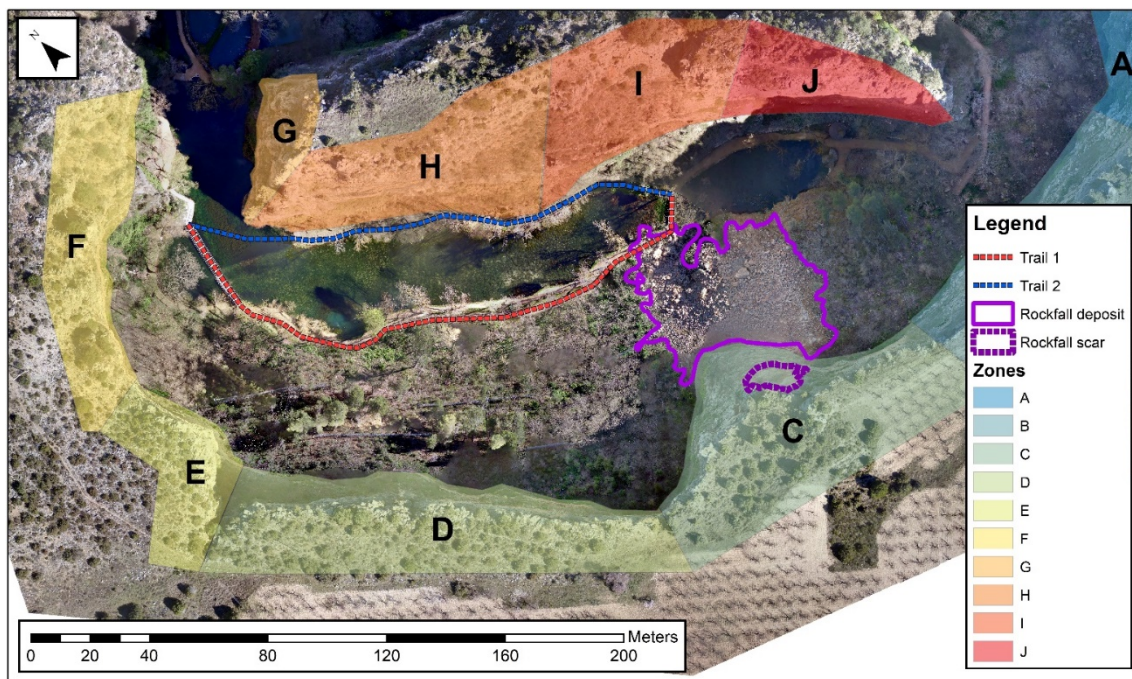 N
A
I
J
G
H
F
Legend
Trail 1
Trail 2
Rockfall deposit
Rockfall scar
Zones
A
B
C
D
E
F
G
H
I
J
C
E
D
Meters
0 20 40 80 120 160 200